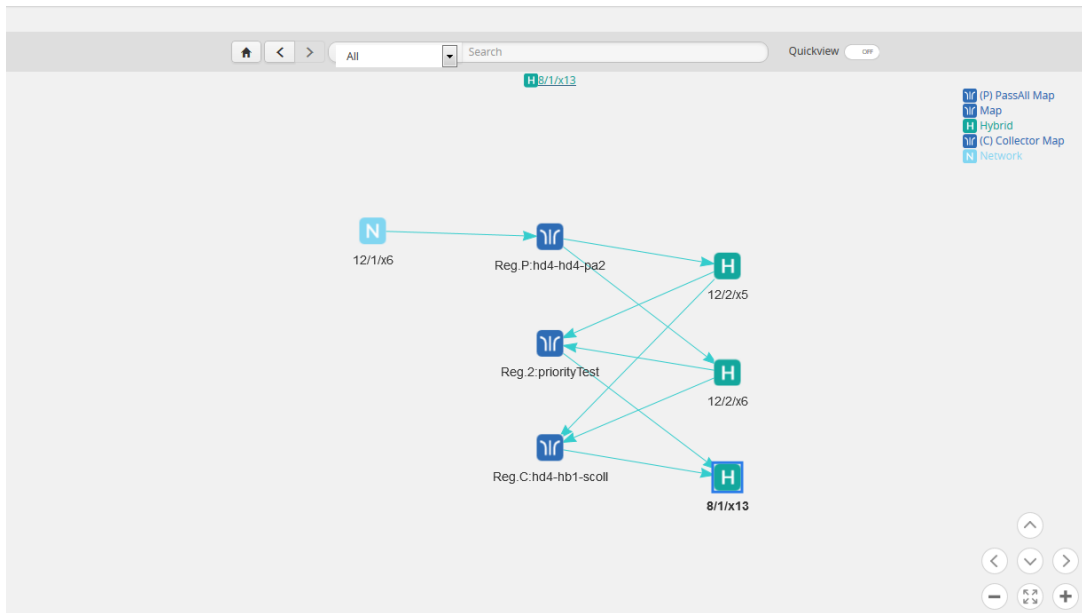 All
Search
Quickview
OFF
H 8/1/x13
(P) PassAll Map
Map
H Hybrid
(C) Collector Map
N Network
N
12/1/x6
Reg.P:hd4-hd4-pa2
H
12/2/x5
Reg.2:priorityTest
H
12/2/x6
Reg.C:hd4-hb1-scoll
H
8/1/x13